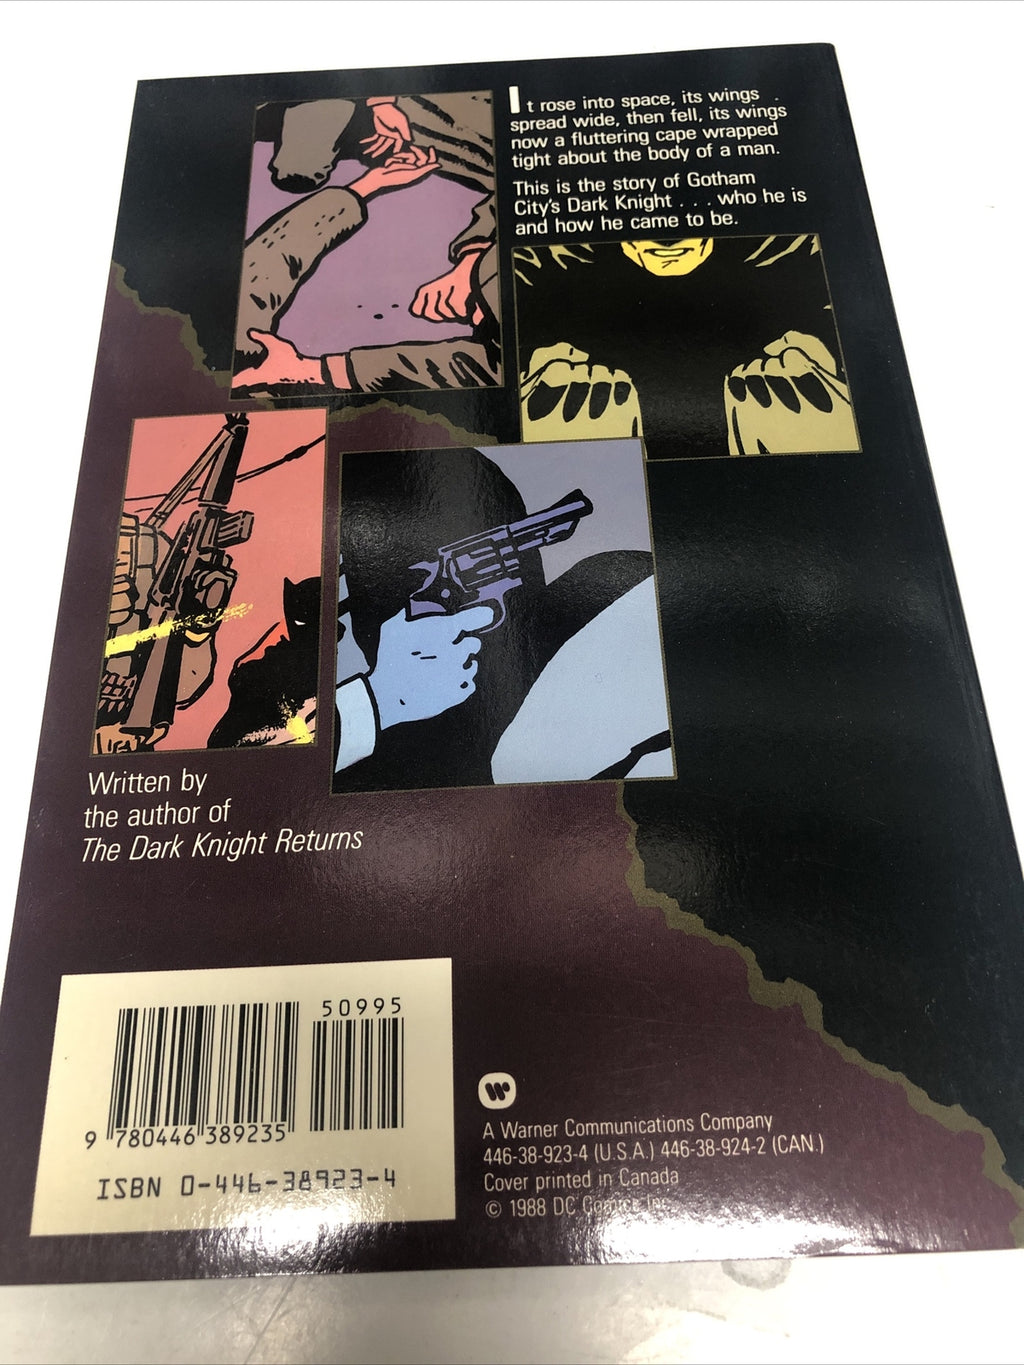 It rose into space, its wings
spread wide, then fell, its wings
now a fluttering cape wrapped
tight about the body of a man.
This is the story of Gotham
City's Dark Knight . . . who he is
and how he came to be.
Written by
the author of
The Dark Knight Returns
50995
9 780446 389235
ISBN 0-446-38923-4
A Warner Communications Company
446-38-923-4 (U.S.A.) 446-38-924-2 (CAN.)
Cover printed in Canada
© 1988 DC Comics Inc.